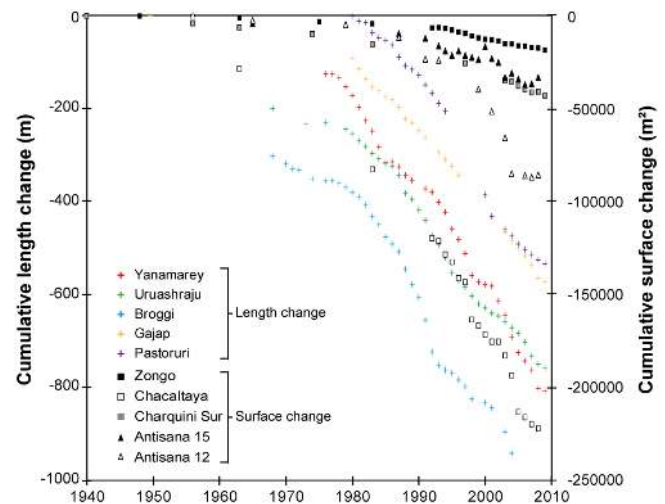 Cumulative length change (m)
0
-200
-400
-600
-800
-1000
0
-50000
-100000
-150000
-200000
-250000
Cumulative surface change (m²)
Yanamarey
Uruashraju
Broggi
Length change
Gajap
Pastoruri
Zongo
Chacaltaya
Charquini Sur
Surface change
Antisana 15
Antisana 12
1940 1950 1960 1970 1980 1990 2000 2010